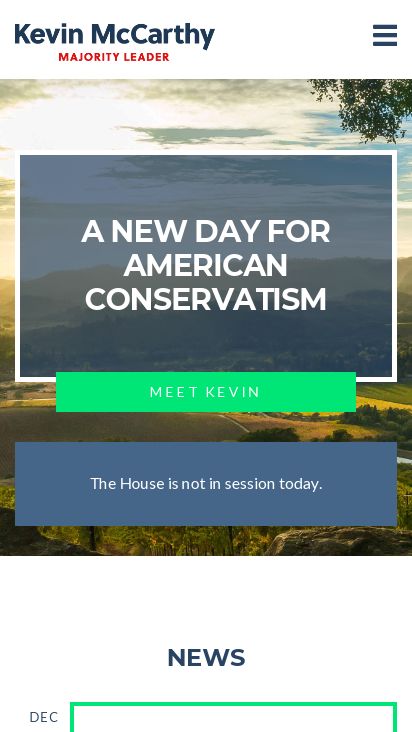 Kevin McCarthy
MAJORITY LEADER
A NEW DAY FOR
AMERICAN
CONSERVATISM
MEET KEVIN
The House is not in session today.
NEWS
DEC